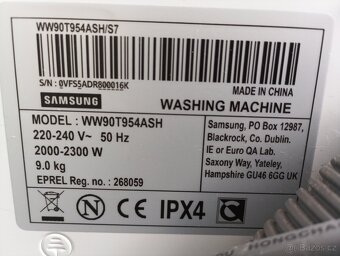 WW90T954ASH/S7
S/N : 0VF55ADR800016K
MADE IN CHINA
SAMSUNG
WASHING MACHINE
MODEL : WW90T954ASH
220-240 V~ 50 Hz
2000-2300 W
9.0 kg
EPREL Reg. no : 268059
Samsung, PO Box 12987,
Blackrock, Co. Dublin.
IE or Euro QA Lab.
Saxony Way, Yateley,
Hampshire GU46 6GG UK
N CE IPX4